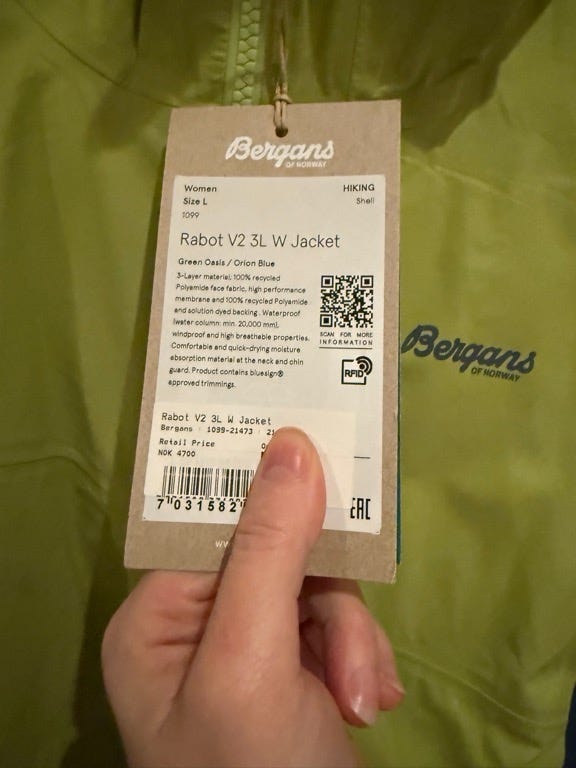 Bergans
OF NORWAY
Women
HIKING
Size L
Shell
1099
Rabot V2 3L W Jacket
Green Oasis / Orion Blue
3-Layer material; 100% recycled
Polyamide face fabric, high performance
membrane and 100% recycled Polyamide
and solution dyed backing. Waterproof
(water column: min. 20,000 mm),
windproof and high breathable properties.
Comfortable and quick-drying moisture
absorption material at the neck and chin
guard. Product contains bluesign®
approved trimmings.
SCAN FOR MORE
INFORMATION
RFID
Rabot V2 3L W Jacket
Bergans 1099-21473
Retail Price
NOK 4700
7 031582
EAC
Bergans
OF NORWAY